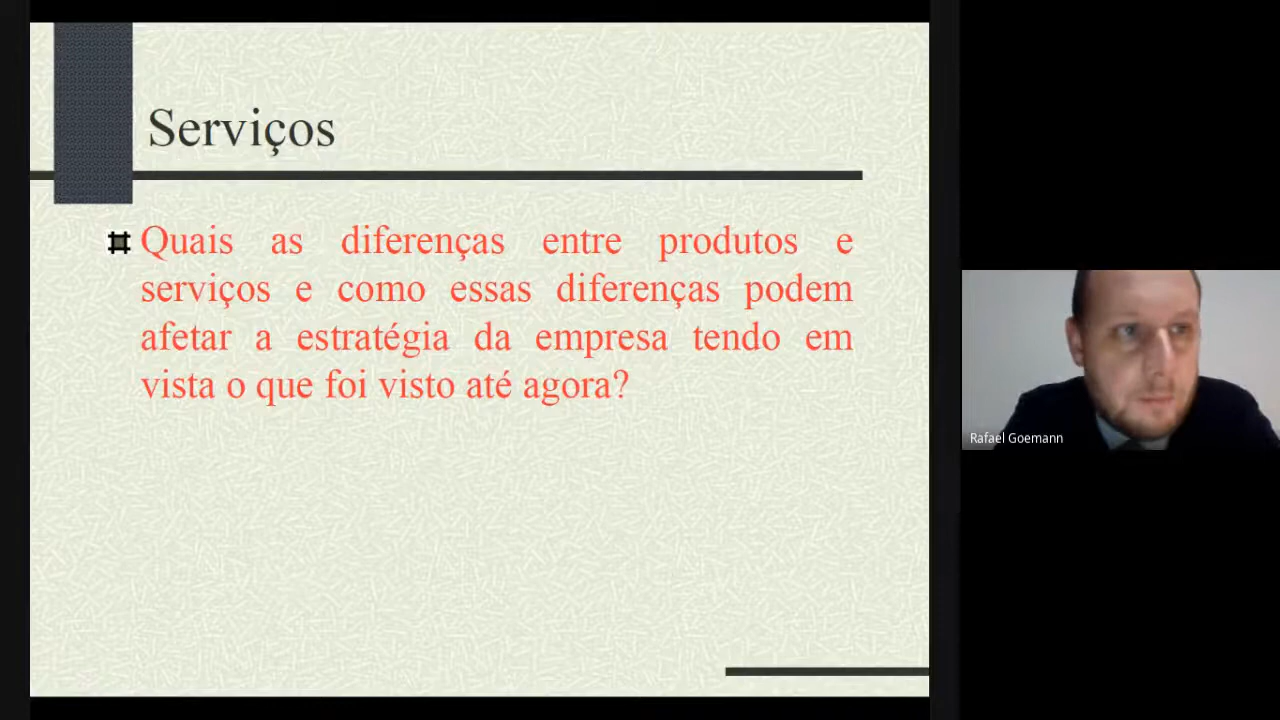 Serviços
Quais as diferenças entre produtos e
serviços e como essas diferenças podem
afetar a estratégia da empresa tendo em
vista o que foi visto até agora?
Rafael Goemann